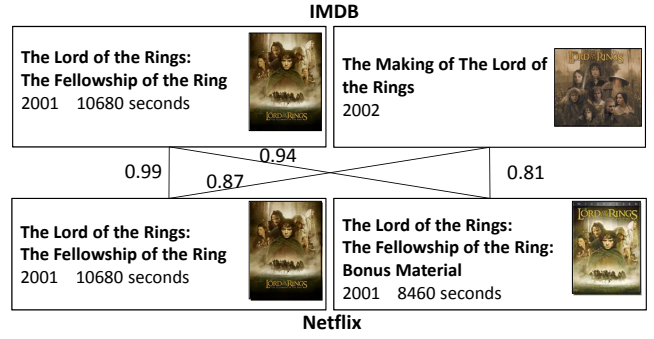 IMDB
The Lord of the Rings:
The Fellowship of the Ring
2001 10680 seconds
The Making of The Lord of
the Rings
2002
0.99
0.94
0.87
0.81
The Lord of the Rings:
The Fellowship of the Ring
2001 10680 seconds
The Lord of the Rings:
The Fellowship of the Ring:
Bonus Material
2001 8460 seconds
Netflix